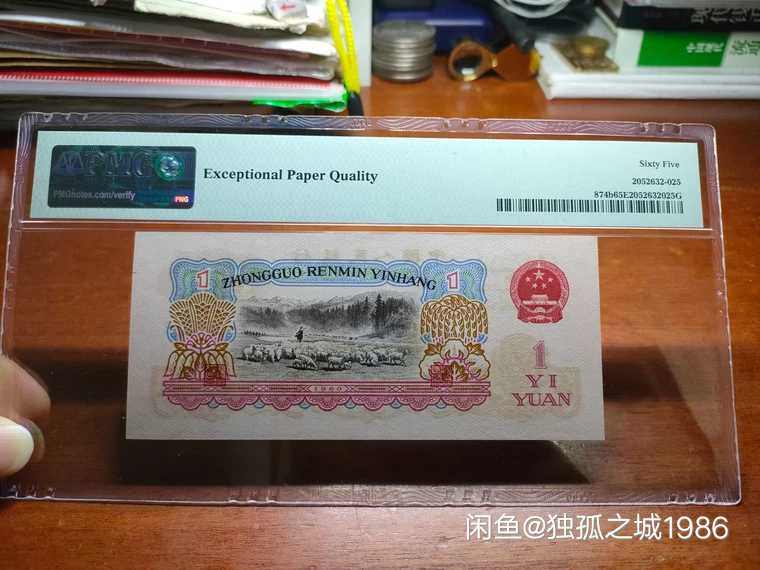 PMG
PMGnotes.com/verify
PMG
Exceptional Paper Quality
Sixty Five
2052632-025
874b65E2052632025G
1
ZHONGGUO RENMIN YINHANG
1
1960
1
YI
YUAN
闲鱼@独孤之城1986